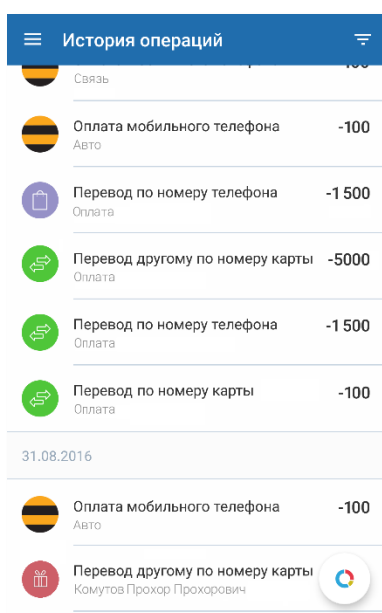 История операций
Связь
Оплата мобильного телефона -100
Авто
Перевод по номеру телефона -1 500
Оплата
Перевод другому по номеру карты -5000
Оплата
Перевод по номеру телефона -1 500
Оплата
Перевод по номеру карты -100
Оплата
31.08.2016
Оплата мобильного телефона -100
Авто
Перевод другому по номеру карты
Комутов Прохор Прохорович